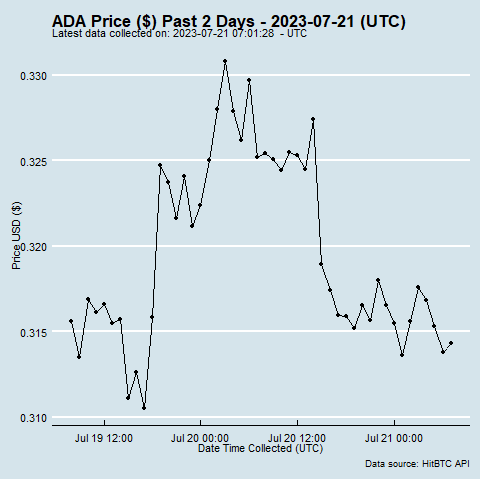 ADA Price ($) Past 2 Days - 2023-07-21 (UTC)
Latest data collected on: 2023-07-21 07:01:28 - UTC
0.330
0.325
0.320
0.315
0.310
Price USD ($)
Jul 19 12:00 Jul 20 00:00 Jul 20 12:00 Jul 21 00:00
Date Time Collected (UTC)
Data source: HitBTC API